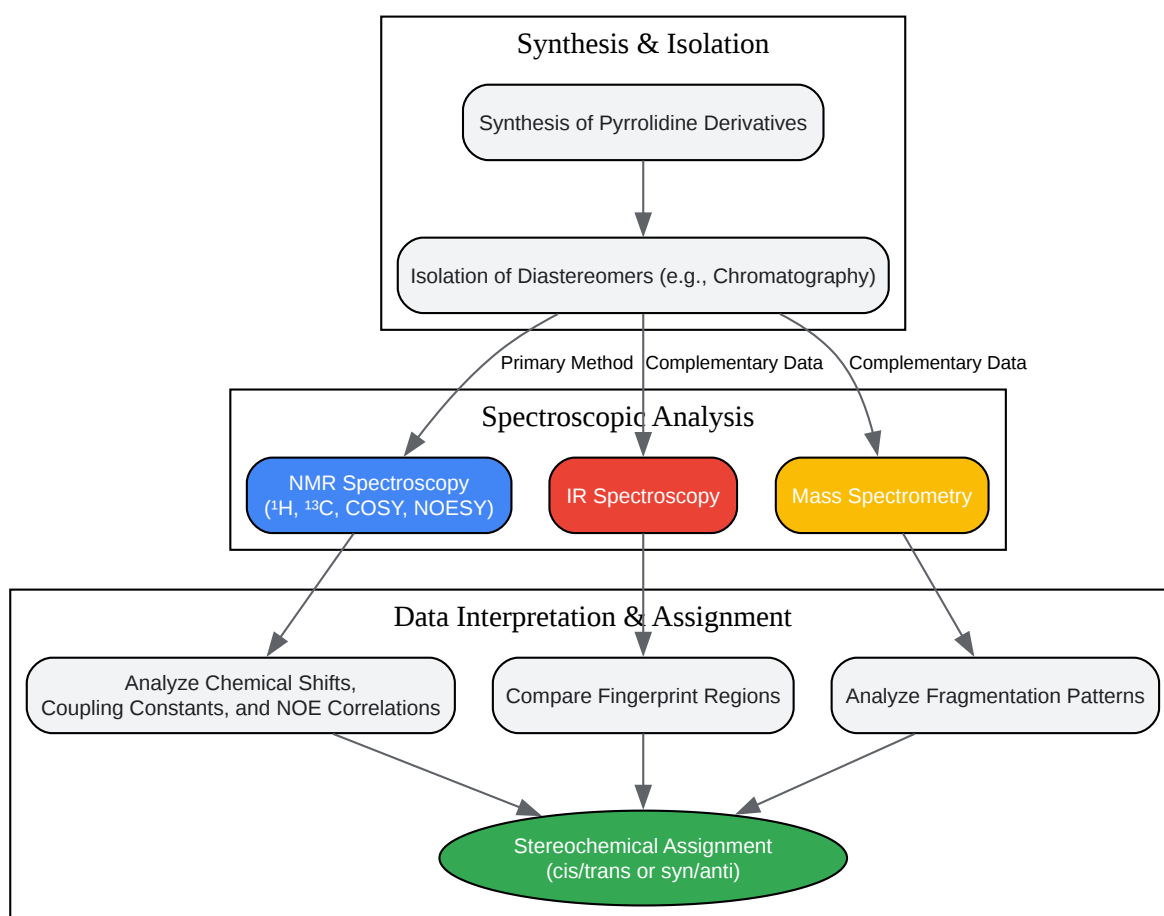 Synthesis & Isolation
Synthesis of Pyrrolidine Derivatives
Isolation of Diastereomers (e.g., Chromatography)
Primary Method
Complementary Data
Complementary Data
Spectroscopic Analysis
NMR Spectroscopy
(¹H, ¹³C, COSY, NOESY)
IR Spectroscopy
Mass Spectrometry
Data Interpretation & Assignment
Analyze Chemical Shifts,
Coupling Constants, and NOE Correlations
Compare Fingerprint Regions
Analyze Fragmentation Patterns
Stereochemical Assignment
(cis/trans or syn/anti)